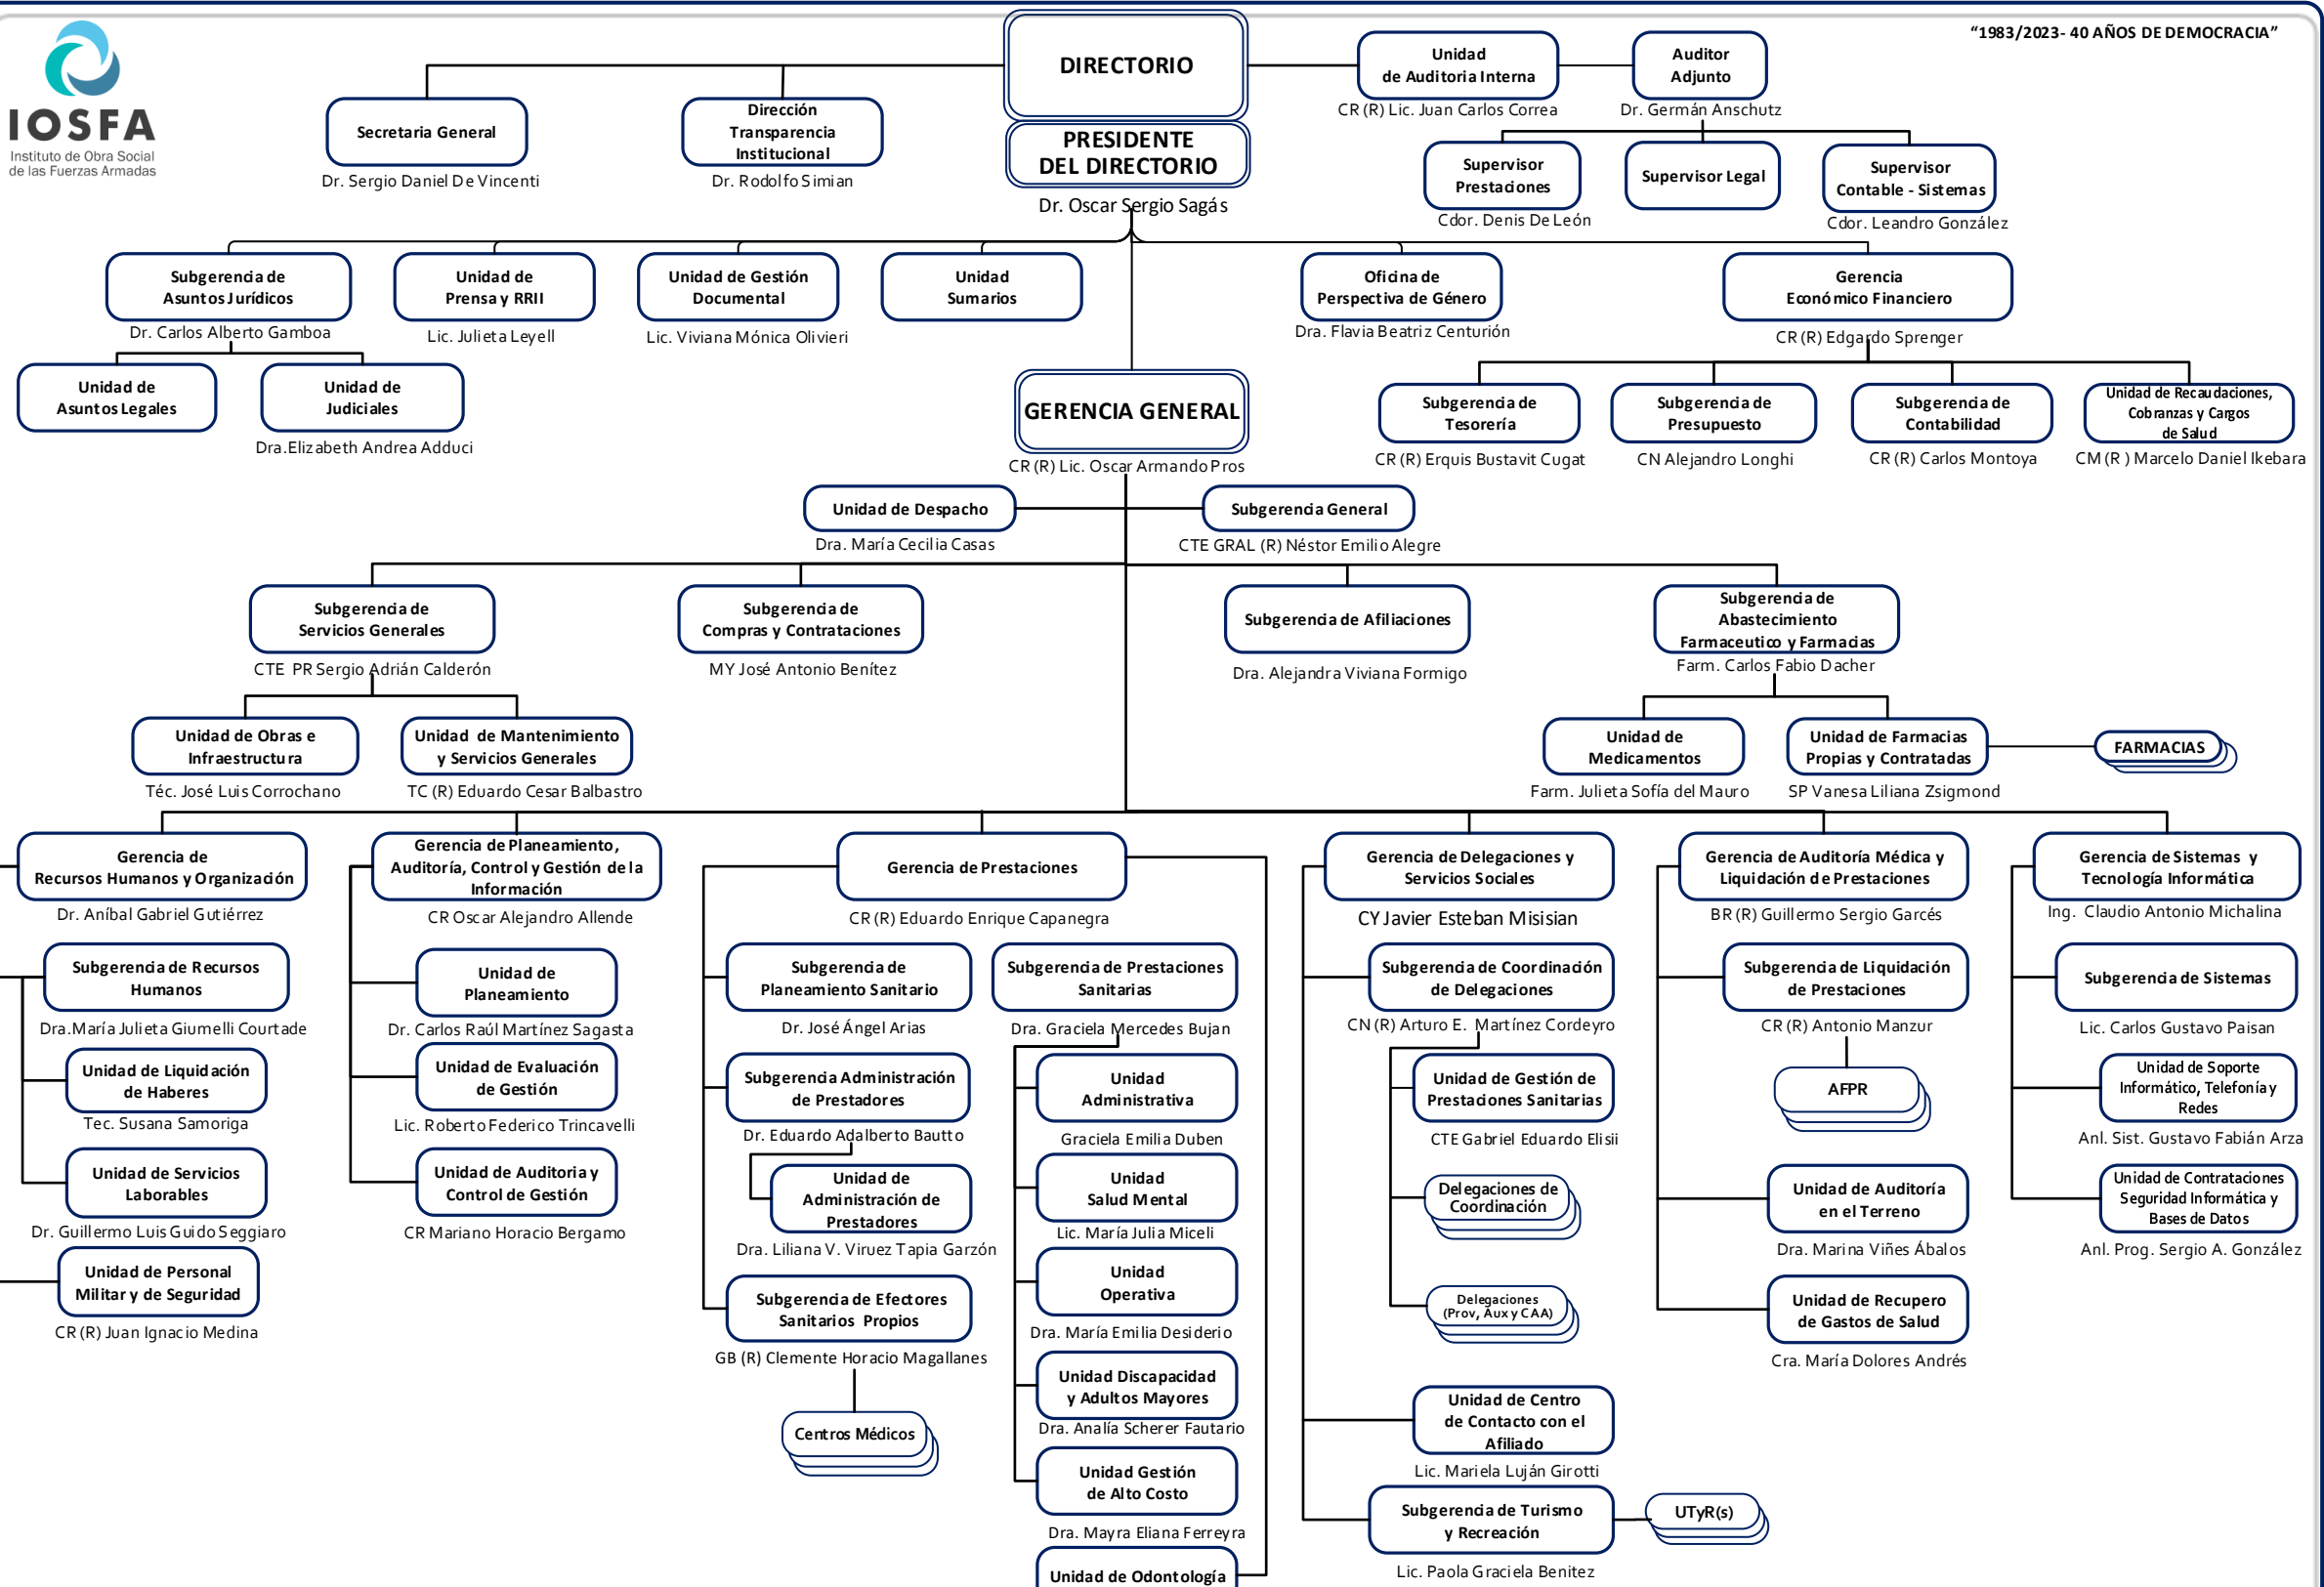 "1983/2023- 40 AÑOS DE DEMOCRACIA"
IOSFA
Instituto de Obra Social
de las Fuerzas Armadas
DIRECTORIO
Unidad
de Auditoria Interna
CR (R) Lic. Juan Carlos Correa
Auditor
Adjunto
Dr. Germán Anschutz
Secretaria General
Dr. Sergio Daniel De Vincenti
Dirección
Transparencia
Institucional
Dr. Rodolfo Simian
PRESIDENTE
DEL DIRECTORIO
Dr. Oscar Sergio Sagás
Supervisor
Prestaciones
Cdor. Denis De León
Supervisor Legal
Supervisor
Contable - Sistemas
Cdor. Leandro González
Subgerencia de
Asuntos Jurídicos
Dr. Carlos Alberto Gamboa
Unidad de
Prensa y RRII
Lic. Julieta Leyell
Unidad de Gestión
Documental
Lic. Viviana Mónica Olivieri
Unidad
Sumarios
Oficina de
Perspectiva de Género
Dra. Flavia Beatriz Centurión
Gerencia
Económico Financiero
CR (R) Edgardo Sprenger
Unidad de
Asuntos Legales
Unidad de
Judiciales
Dra.Elizabeth Andrea Adduci
GERENCIA GENERAL
CR (R) Lic. Oscar Armando Pros
Subgerencia de
Tesorería
CR (R) Erquis Bustavit Cugat
Subgerencia de
Presupuesto
CN Alejandro Longhi
Subgerencia de
Contabilidad
CR (R) Carlos Montoya
Unidad de Recaudaciones,
Cobranzas y Cargos
de Salud
CM (R ) Marcelo Daniel Ikebara
Unidad de Despacho
Dra. María Cecilia Casas
Subgerencia General
CTE GRAL (R) Néstor Emilio Alegre
Subgerencia de
Servicios Generales
CTE PR Sergio Adrián Calderón
Subgerencia de
Compras y Contrataciones
MY José Antonio Benítez
Subgerencia de Afiliaciones
Dra. Alejandra Viviana Formigo
Subgerencia de
Abastecimiento
Farmaceutico y Farmacias
Farm. Carlos Fabio Dacher
Unidad de Obras e
Infraestructura
Téc. José Luis Corrochano
Unidad de Mantenimiento
y Servicios Generales
TC (R) Eduardo Cesar Balbastro
Unidad de
Medicamentos
Farm. Julieta Sofía del Mauro
Unidad de Farmacias
Propias y Contratadas
SP Vanesa Liliana Zsigmond
FARMACIAS
Gerencia de
Recursos Humanos y Organización
Dr. Aníbal Gabriel Gutiérrez
Subgerencia de Recursos
Humanos
Dra.María Julieta Giumelli Courtade
Unidad de Liquidación
de Haberes
Tec. Susana Samoriga
Unidad de Servicios
Laborables
Dr. Guillermo Luis Guido Seggiaro
Unidad de Personal
Militar y de Seguridad
CR (R) Juan Ignacio Medina
Gerencia de Planeamiento,
Auditoría, Control y Gestión de la
Información
CR Oscar Alejandro Allende
Unidad de
Planeamiento
Dr. Carlos Raúl Martínez Sagasta
Unidad de Evaluación
de Gestión
Lic. Roberto Federico Trincavelli
Unidad de Auditoria y
Control de Gestión
CR Mariano Horacio Bergamo
Gerencia de Prestaciones
CR (R) Eduardo Enrique Capanegra
Subgerencia de
Planeamiento Sanitario
Dr. José Ángel Arias
Subgerencia Administración
de Prestadores
Dr. Eduardo Adalberto Bautto
Unidad de
Administración de
Prestadores
Dra. Liliana V. Viruez Tapia Garzón
Subgerencia de Efectores
Sanitarios Propios
GB (R) Clemente Horacio Magallanes
Centros Médicos
Subgerencia de Prestaciones
Sanitarias
Dra. Graciela Mercedes Bujan
Unidad
Administrativa
Graciela Emilia Duben
Unidad
Salud Mental
Lic. María Julia Miceli
Unidad
Operativa
Dra. María Emilia Desiderio
Unidad Discapacidad
y Adultos Mayores
Dra. Analía Scherer Fautario
Unidad Gestión
de Alto Costo
Dra. Mayra Eliana Ferreyra
Unidad de Odontología
Gerencia de Delegaciones y
Servicios Sociales
CY Javier Esteban Misisian
Subgerencia de Coordinación
de Delegaciones
CN (R) Arturo E. Martínez Cordeyro
Unidad de Gestión de
Prestaciones Sanitarias
CTE Gabriel Eduardo Elisii
Delegaciones de
Coordinación
Delegaciones
(Prov, Aux y CAA)
Unidad de Centro
de Contacto con el
Afiliado
Lic. Mariela Luján Girotti
Subgerencia de Turismo
y Recreación
Lic. Paola Graciela Benitez
UTyR(s)
Gerencia de Auditoría Médica y
Liquidación de Prestaciones
BR (R) Guillermo Sergio Garcés
Subgerencia de Liquidación
de Prestaciones
CR (R) Antonio Manzur
AFPR
Unidad de Auditoría
en el Terreno
Dra. Marina Viñes Ábalos
Unidad de Recupero
de Gastos de Salud
Cra. María Dolores Andrés
Gerencia de Sistemas y
Tecnología Informática
Ing. Claudio Antonio Michalina
Subgerencia de Sistemas
Lic. Carlos Gustavo Paisan
Unidad de Soporte
Informático, Telefonía y
Redes
Anl. Sist. Gustavo Fabián Arza
Unidad de Contrataciones
Seguridad Informática y
Bases de Datos
Anl. Prog. Sergio A. González